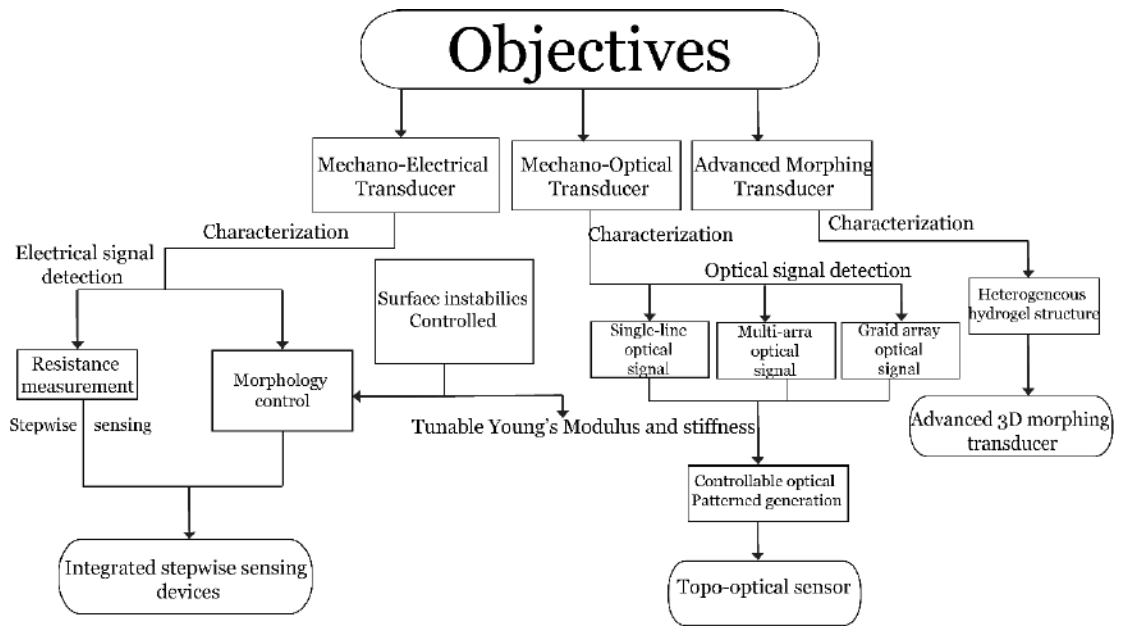 Objectives
Mechano-Electrical
Transducer
Mechano-Optical
Transducer
Advanced Morphing
Transducer
Characterization
Characterization
Characterization
Electrical signal
detection
Optical signal detection
Surface instabilies
Controlled
Heterogeneous
hydrogel structure
Single-line
optical
signal
Multi-arra
optical
signal
Graid array
optical
signal
Resistance
measurement
Morphology
control
Stepwise sensing
Tunable Young's Modulus and stiffness
Advanced 3D morphing
transducer
Controllable optical
Patterned generation
Integrated stepwise sensing
devices
Topo-optical sensor